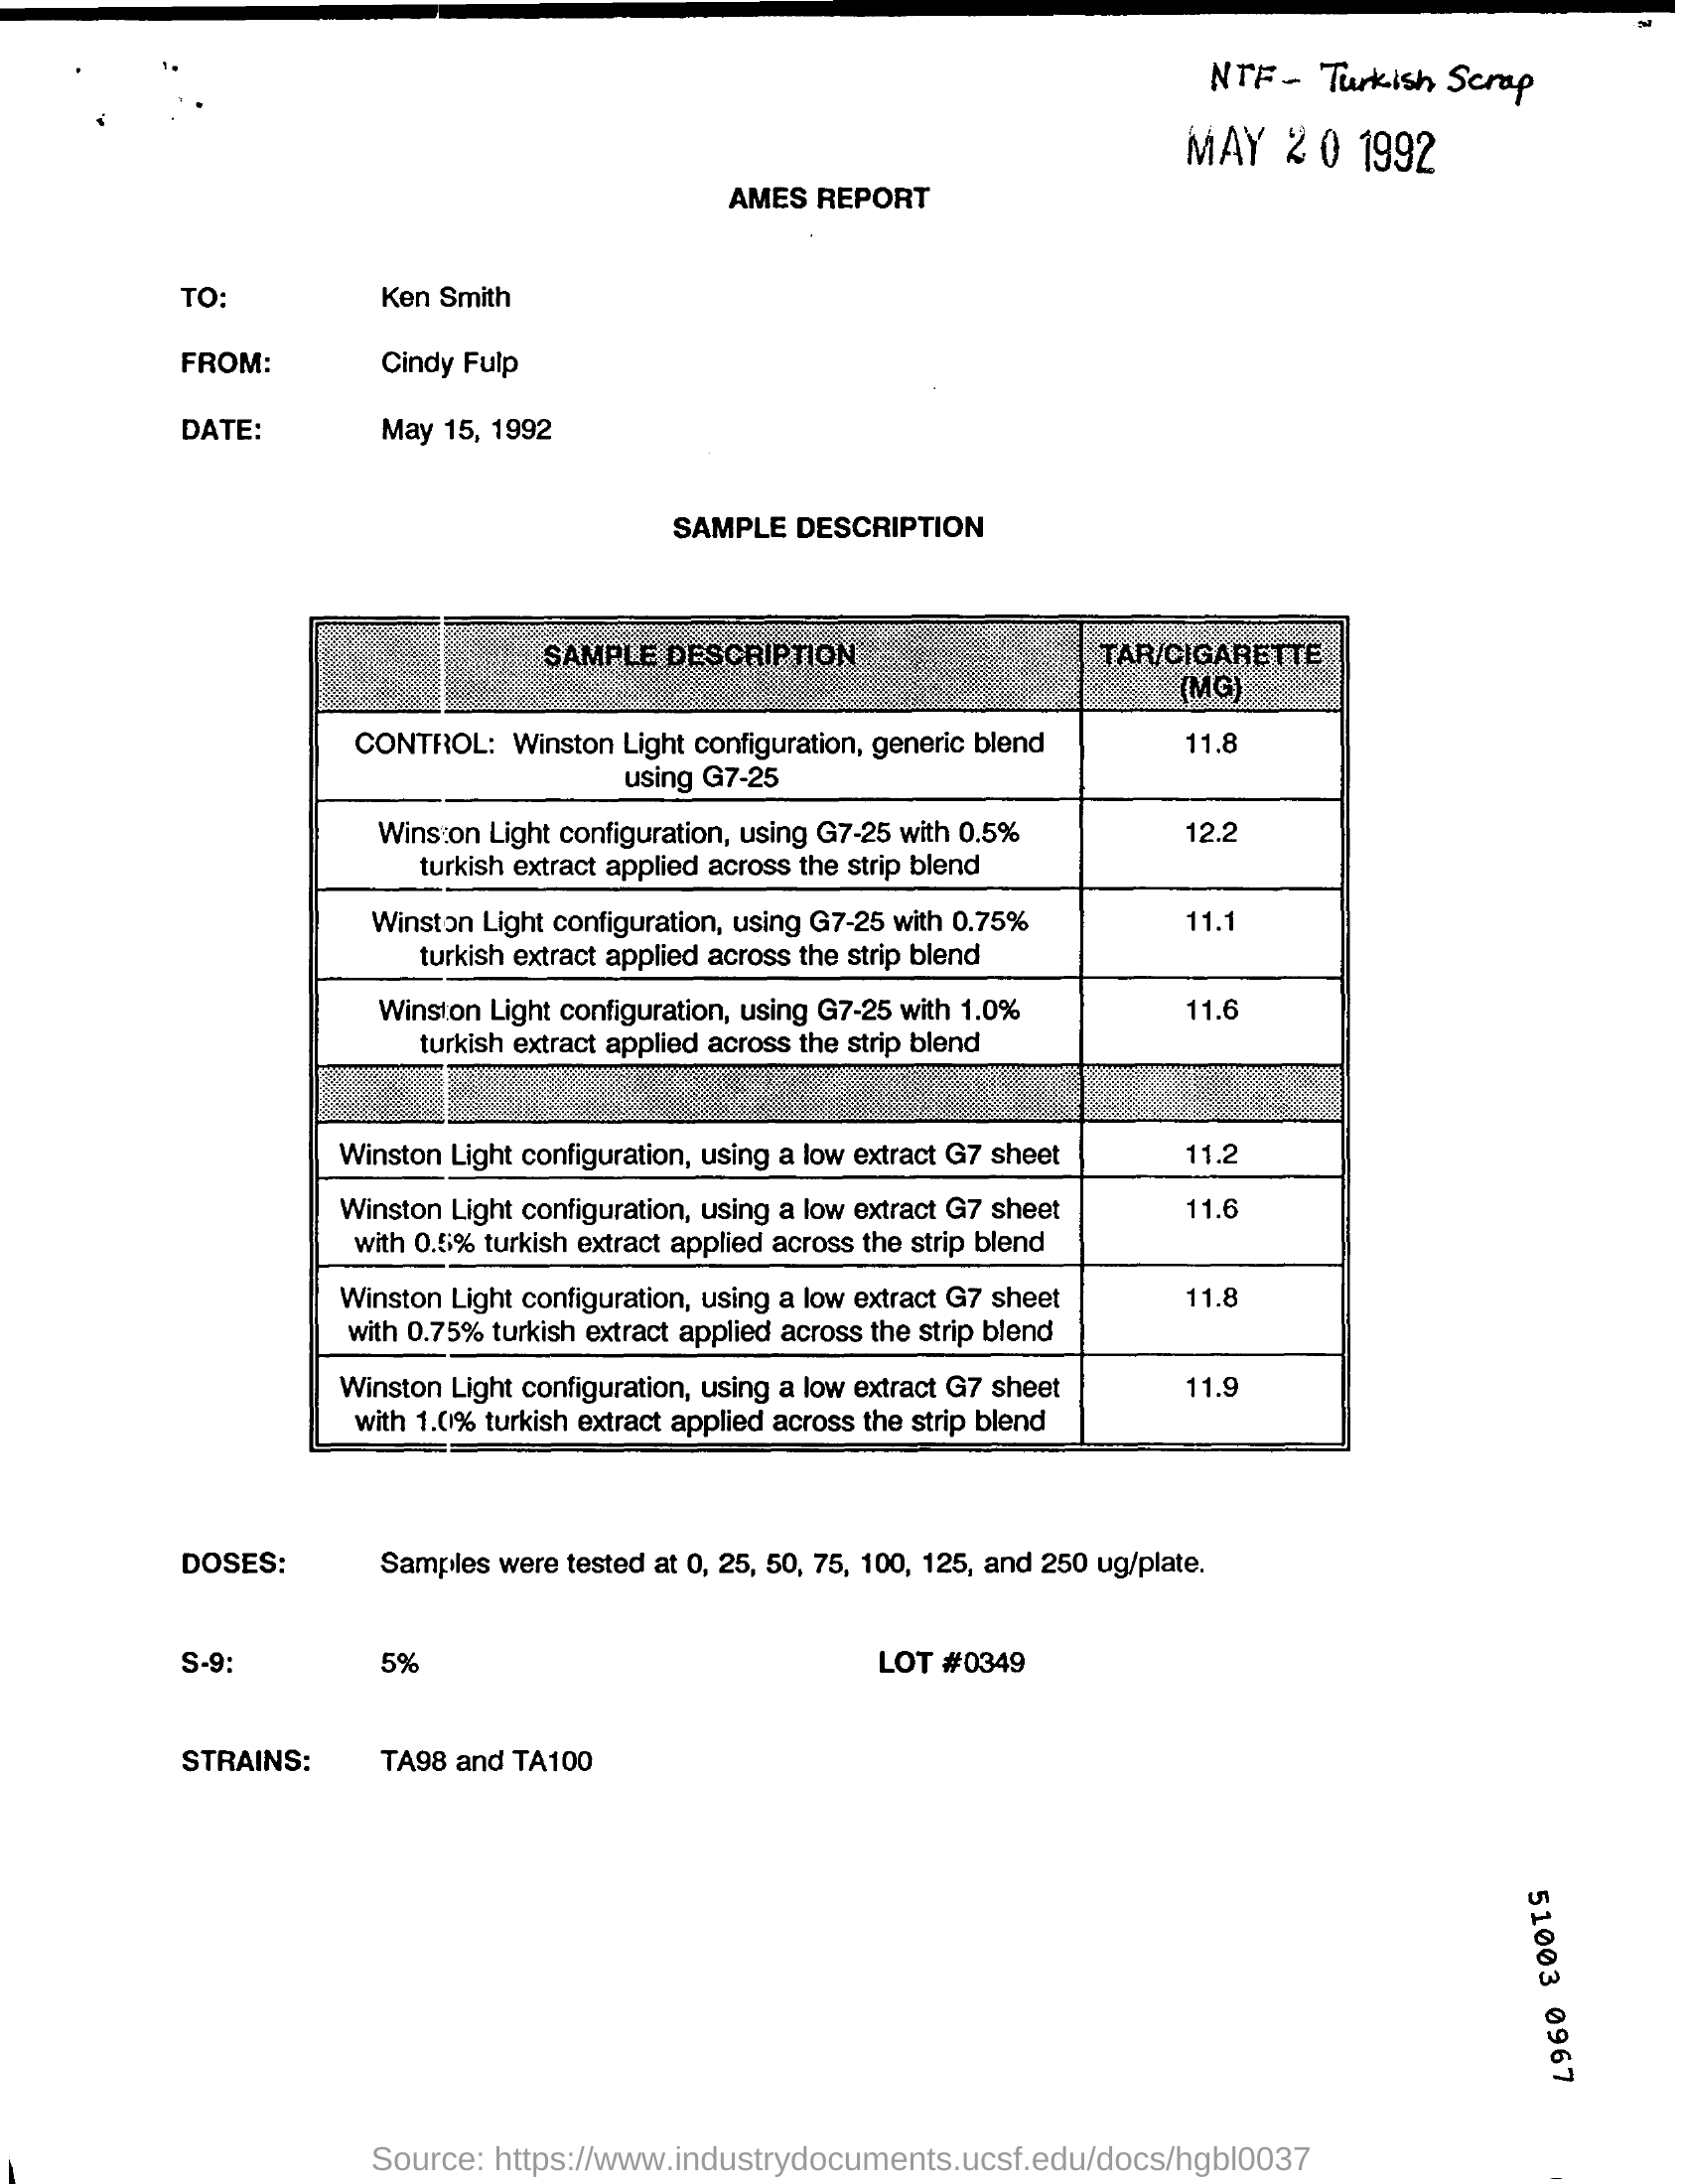 NTF - Turkish Scrap
MAY 20 1992
AMES REPORT
TO: Ken Smith
FROM: Cindy Fulp
DATE: May 15, 1992
SAMPLE DESCRIPTION
SAMPLE DESCRIPTION TAR/CIGARETTE
(MG)
CONTROL: Winston Light configuration, generic blend 11.8
using G7-25
Winston Light configuration, using G7-25 with 0.5% 12.2
turkish extract applied across the strip blend
Winston Light configuration, using G7-25 with 0.75% 11.1
turkish extract applied across the strip blend
Winston Light configuration, using G7-25 with 1.0% 11.6
turkish extract applied across the strip blend
Winston Light configuration, using a low extract G7 sheet 11.2
Winston Light configuration, using a low extract G7 sheet 11.6
with 0.5% turkish extract applied across the strip blend
Winston Light configuration, using a low extract G7 sheet 11.8
with 0.75% turkish extract applied across the strip blend
Winston Light configuration, using a low extract G7 sheet 11.9
with 1.0% turkish extract applied across the strip blend
DOSES: Samples were tested at 0, 25, 50, 75, 100, 125, and 250 ug/plate.
S-9: 5% LOT #0349
STRAINS: TA98 and TA100
51003 0967
Source: https://www.industrydocuments.ucsf.edu/docs/hgbl0037